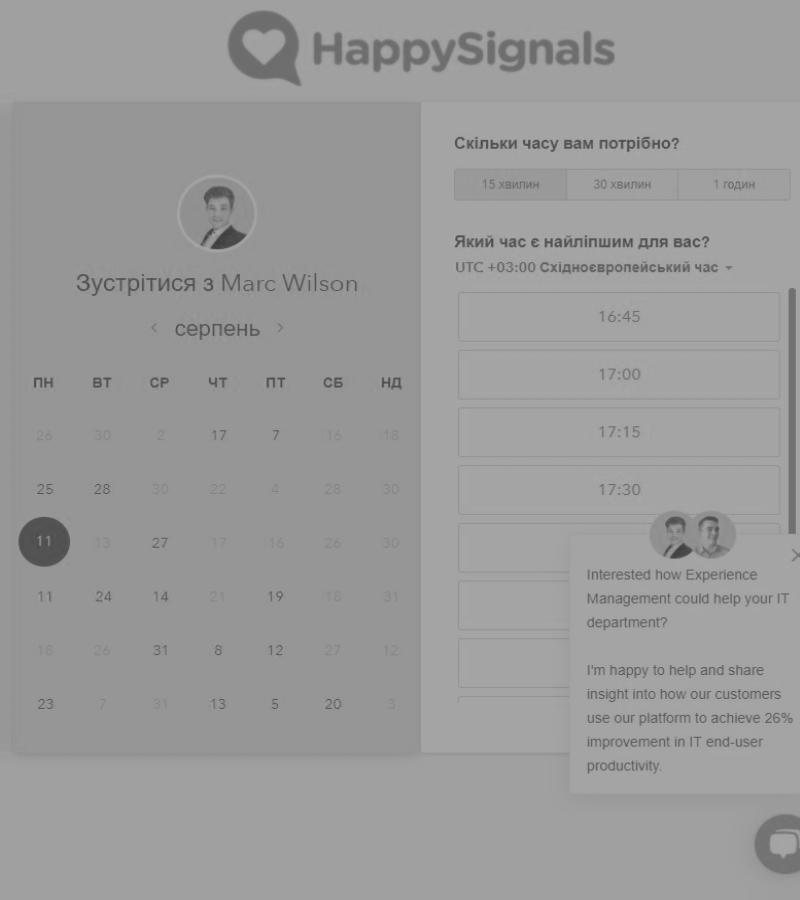 HappySignals
Зустрітися з Marc Wilson
серпень
ПН ВТ СР ЧТ ПТ СБ НД
26 30 2 17 7 16 18
25 28 30 22 4 28 30
11 13 27 17 16 26 30
11 24 14 21 19 18 31
18 26 31 8 12 27 12
23 7 31 13 5 20 3
Скільки часу вам потрібно?
15 хвилин 30 хвилин 1 годин
Який час є найліпшим для вас?
UTC +03:00 Східноєвропейський час
16:45
17:00
17:15
17:30
Interested how Experience
Management could help your IT
department?
I'm happy to help and share
insight into how our customers
use our platform to achieve 26%
improvement in IT end-user
productivity.